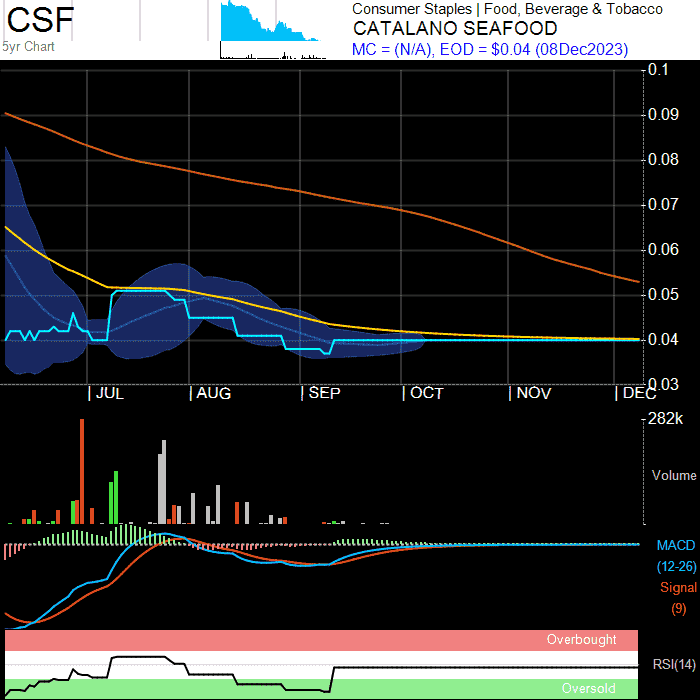 CSF
5yr Chart
Consumer Staples | Food, Beverage & Tobacco
CATALANO SEAFOOD
MC = (N/A), EOD = $0.04 (08Dec2023)
0.1
0.09
0.08
0.07
0.06
0.05
0.04
0.03
| JUL | AUG | SEP | OCT | NOV | DEC
282k
Volume
MACD
(12-26)
Signal
(9)
Overbought
RSI(14)
Oversold